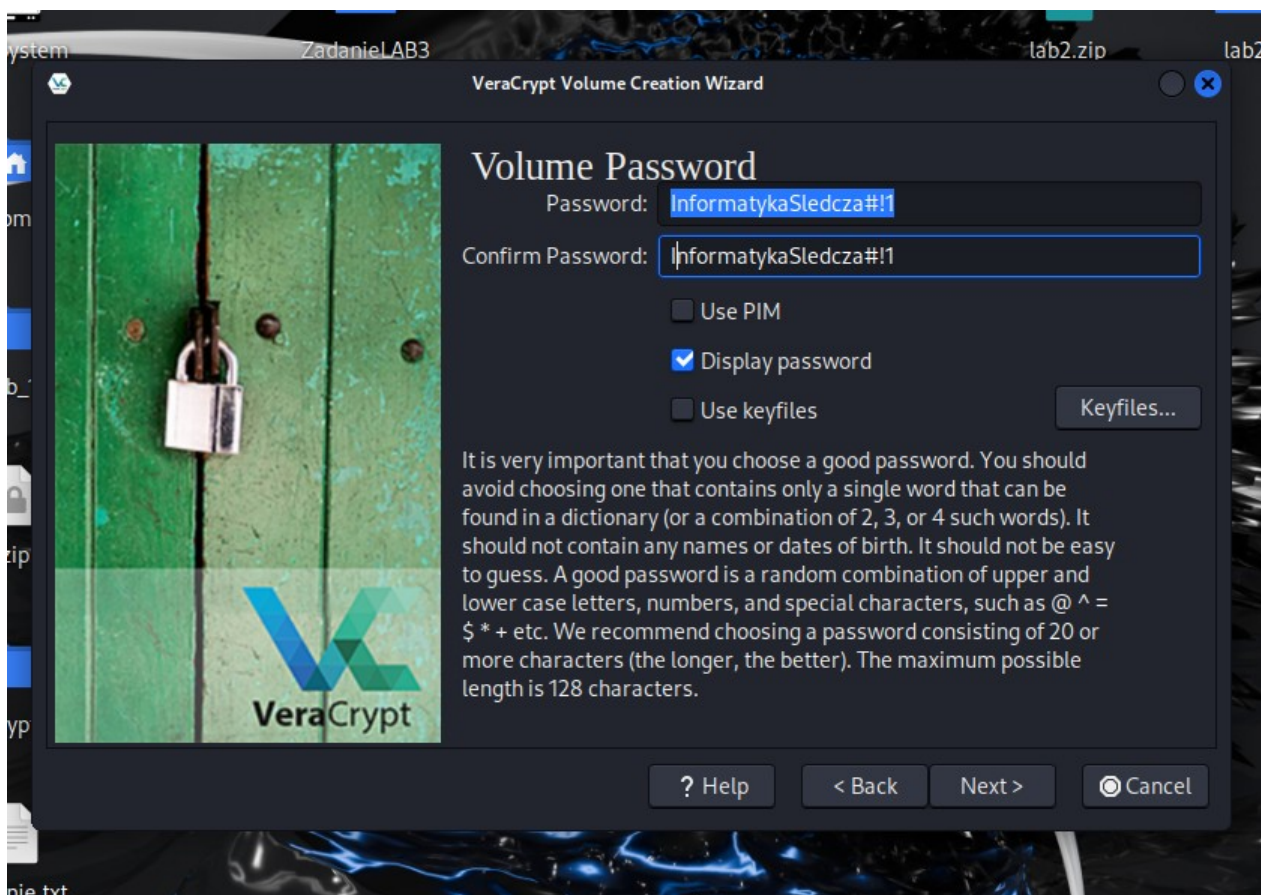 ystem
ZadanieLAB3
lab2.zip
lab2
VeraCrypt Volume Creation Wizard
om
b_1
zip
yp
nie.txt
Volume Password
Password: InformatykaSledcza#!1
Confirm Password: InformatykaSledcza#!1
Use PIM
Display password
Use keyfiles
Keyfiles...
It is very important that you choose a good password. You should
avoid choosing one that contains only a single word that can be
found in a dictionary (or a combination of 2, 3, or 4 such words). It
should not contain any names or dates of birth. It should not be easy
to guess. A good password is a random combination of upper and
lower case letters, numbers, and special characters, such as @ ^ =
$ * + etc. We recommend choosing a password consisting of 20 or
more characters (the longer, the better). The maximum possible
length is 128 characters.
VeraCrypt
? Help
< Back
Next >
Cancel